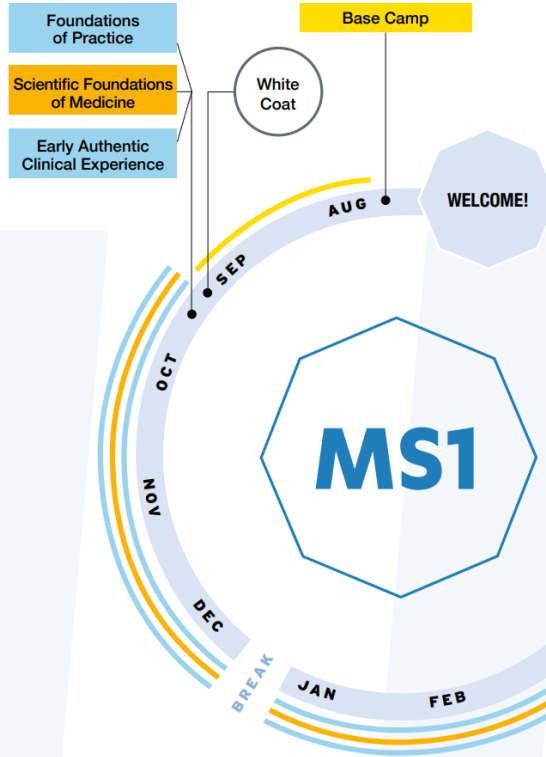 Foundations
of Practice
Scientific Foundations
of Medicine
Early Authentic
Clinical Experience
White
Coat
Base Camp
WELCOME!
AUG
SEP
OCT
NOV
DEC
BREAK
JAN
FEB
MS1